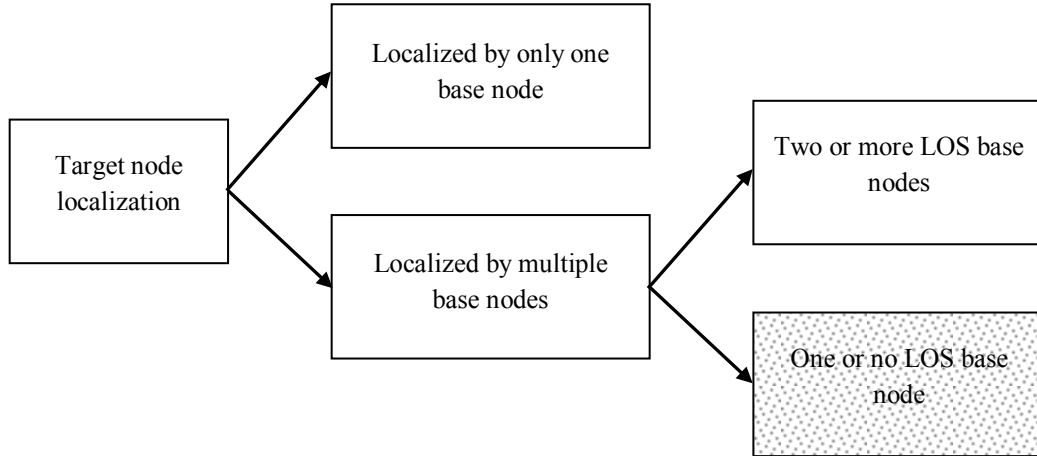 Target node
localization
Localized by only one
base node
Localized by multiple
base nodes
Two or more LOS base
nodes
One or no LOS base
node